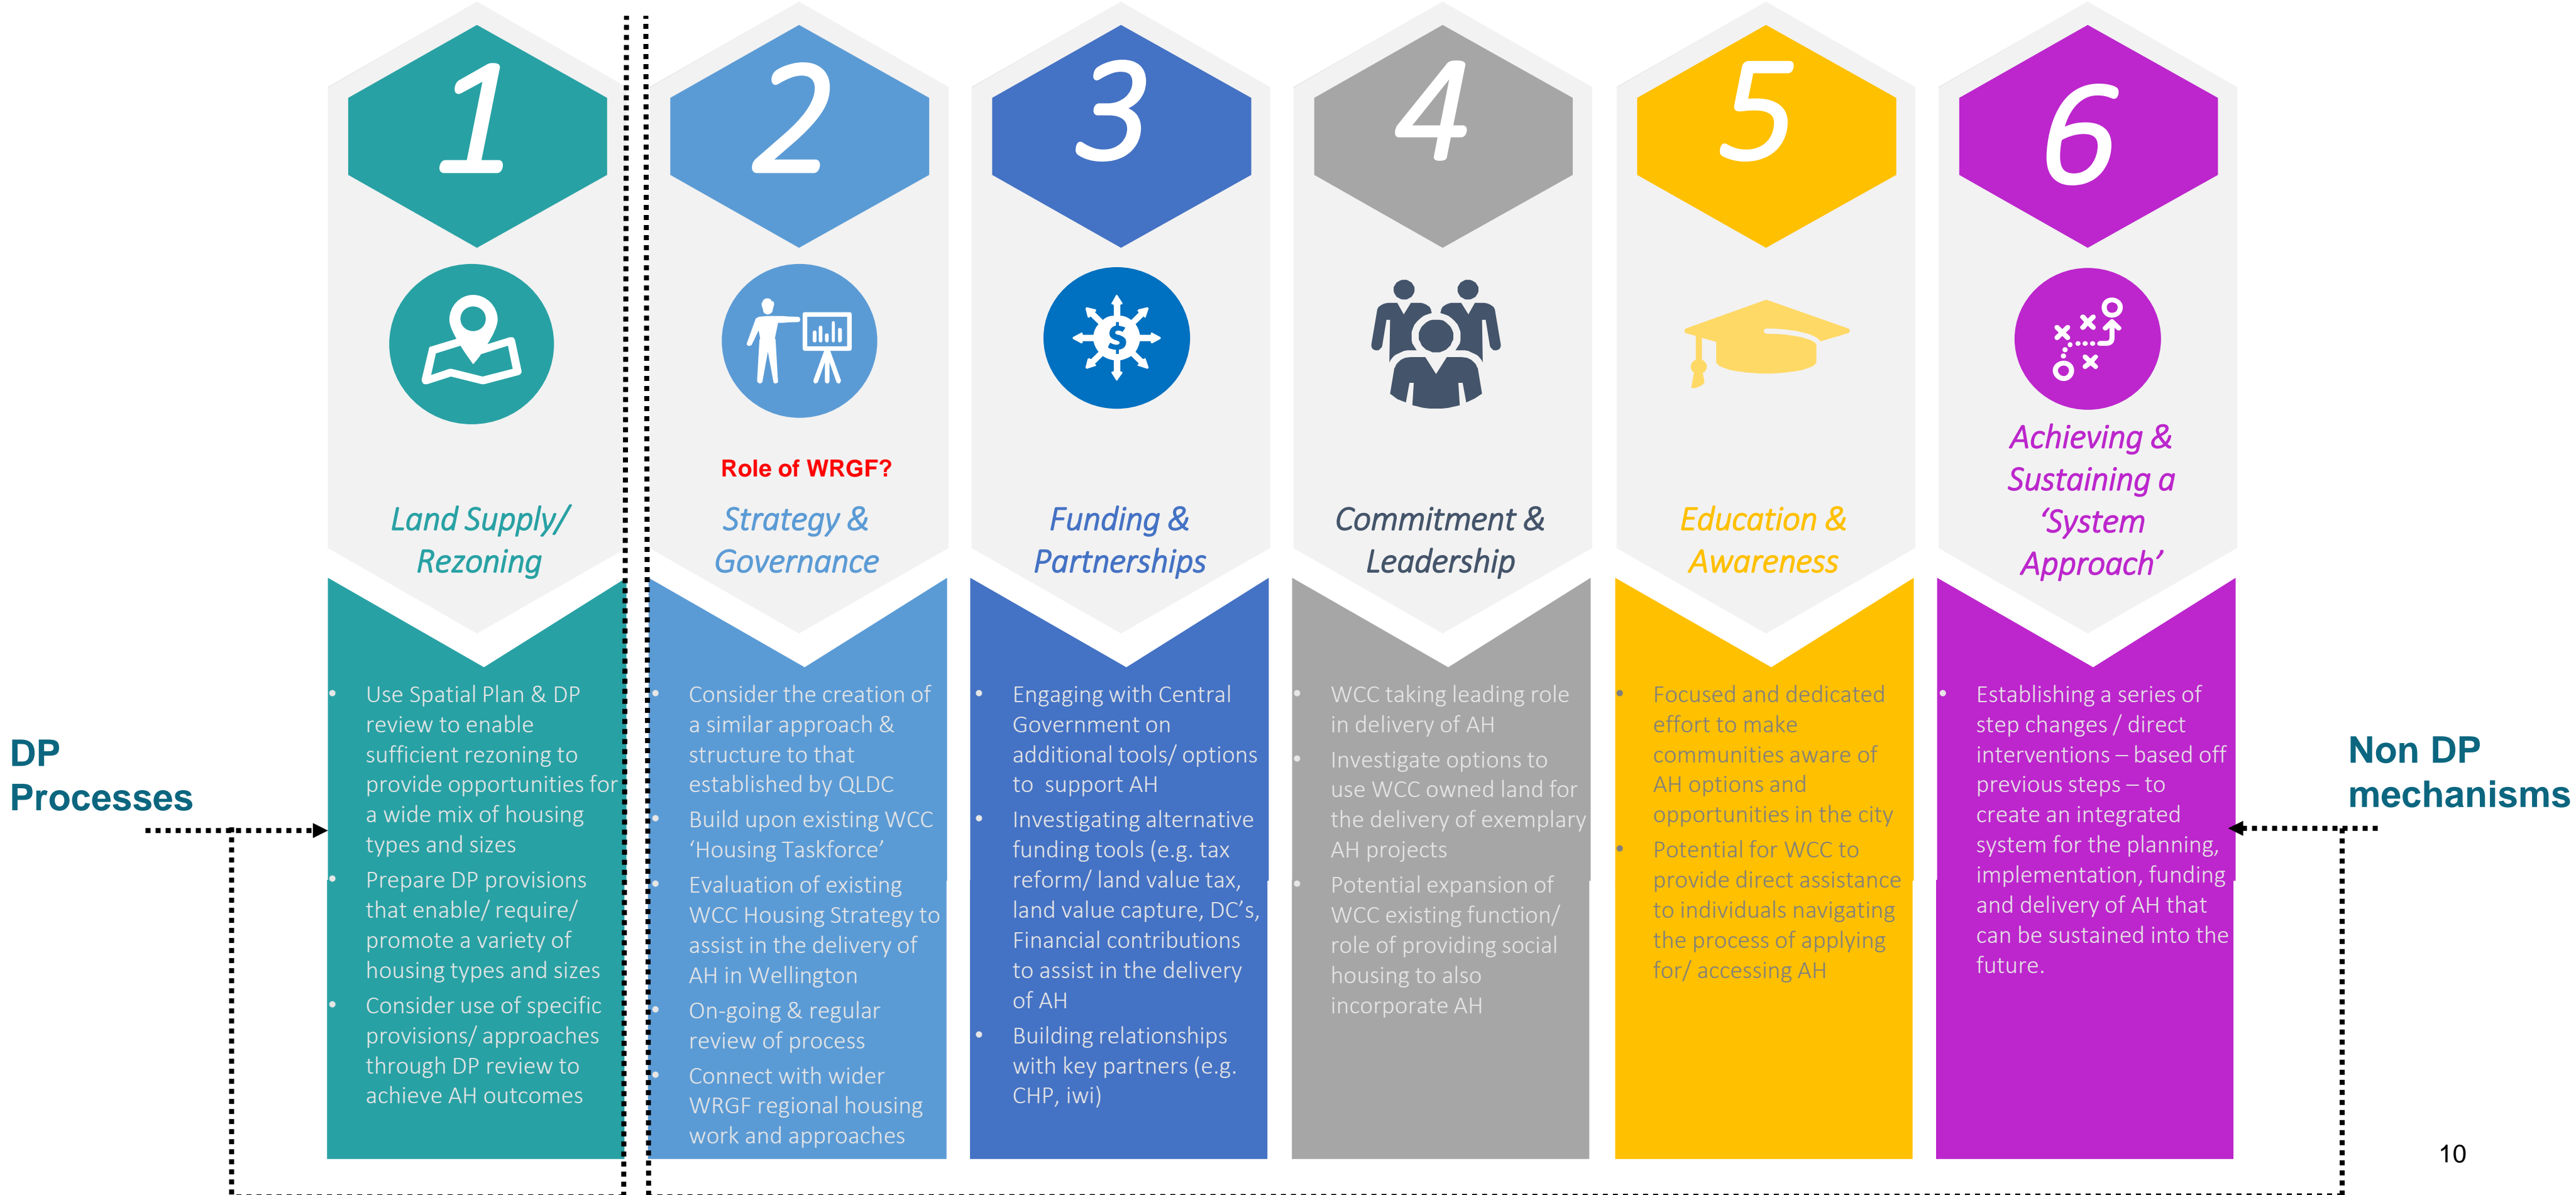 DP
Processes
1
Land Supply/
Rezoning
• Use Spatial Plan & DP
review to enable
sufficient rezoning to
provide opportunities for
a wide mix of housing
types and sizes
• Prepare DP provisions
that enable/ require/
promote a variety of
housing types and sizes
• Consider use of specific
provisions/ approaches
through DP review to
achieve AH outcomes
2
Role of WRGF?
Strategy &
Governance
• Consider the creation of
a similar approach &
structure to that
established by QLDC
• Build upon existing WCC
‘Housing Taskforce’
• Evaluation of existing
WCC Housing Strategy to
assist in the delivery of
AH in Wellington
• On-going & regular
review of process
• Connect with wider
WRGF regional housing
work and approaches
3
$
Funding &
Partnerships
• Engaging with Central
Government on
additional tools/ options
to support AH
• Investigating alternative
funding tools (e.g. tax
reform/ land value tax,
land value capture, DC’s,
Financial contributions
to assist in the delivery
of AH
• Building relationships
with key partners (e.g.
CHP, iwi)
4
Commitment &
Leadership
• WCC taking leading role
in delivery of AH
• Investigate options to
use WCC owned land for
the delivery of exemplary
AH projects
• Potential expansion of
WCC existing function/
role of providing social
housing to also
incorporate AH
5
Education &
Awareness
• Focused and dedicated
effort to make
communities aware of
AH options and
opportunities in the city
• Potential for WCC to
provide direct assistance
to individuals navigating
the process of applying
for/ accessing AH
6
Achieving &
Sustaining a
‘System
Approach’
• Establishing a series of
step changes / direct
interventions – based off
previous steps – to
create an integrated
system for the planning,
implementation, funding
and delivery of AH that
can be sustained into the
future.
Non DP
mechanisms
10